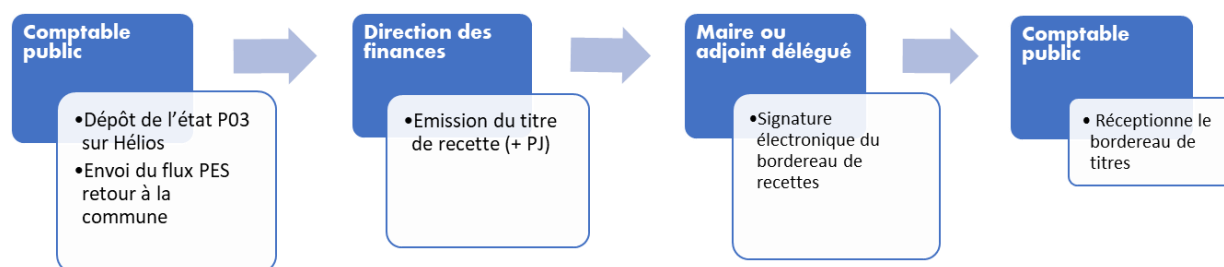 Comptable
public
•Dépôt de l'état P03
sur Hélios
•Envoi du flux PES
retour à la
commune
Direction des
finances
•Emission du titre
de recette (+ PJ)
Maire ou
adjoint délégué
•Signature
électronique du
bordereau de
recettes
Comptable
public
• Réceptionne le
bordereau de
titres